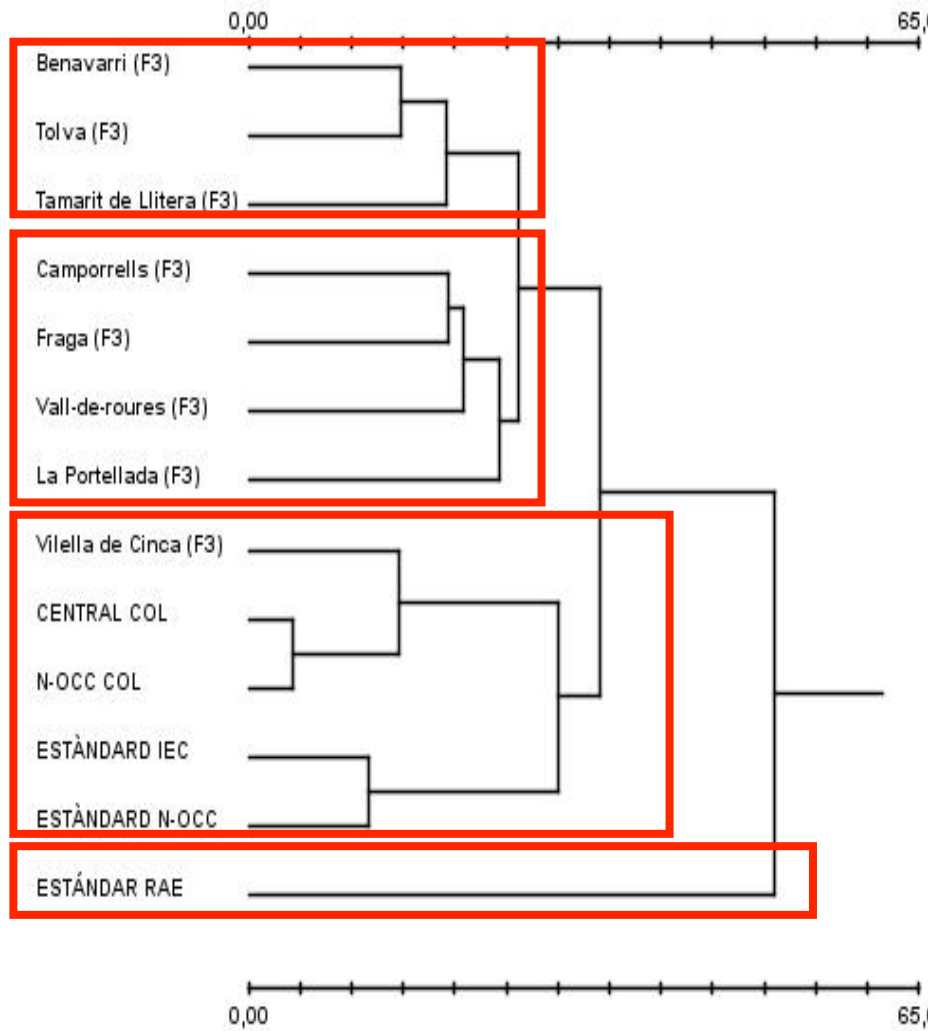 0,00 65,
Benavarri (F3)
Tolva (F3)
Tamarit de Llitera (F3)
Camporrells (F3)
Fraga (F3)
Vall-de-roures (F3)
La Portellada (F3)
Vilella de Cinca (F3)
CENTRAL COL
N-OCC COL
ESTÀNDARD IEC
ESTÀNDARD N-OCC
ESTÁNDAR RAE
0,00 65,